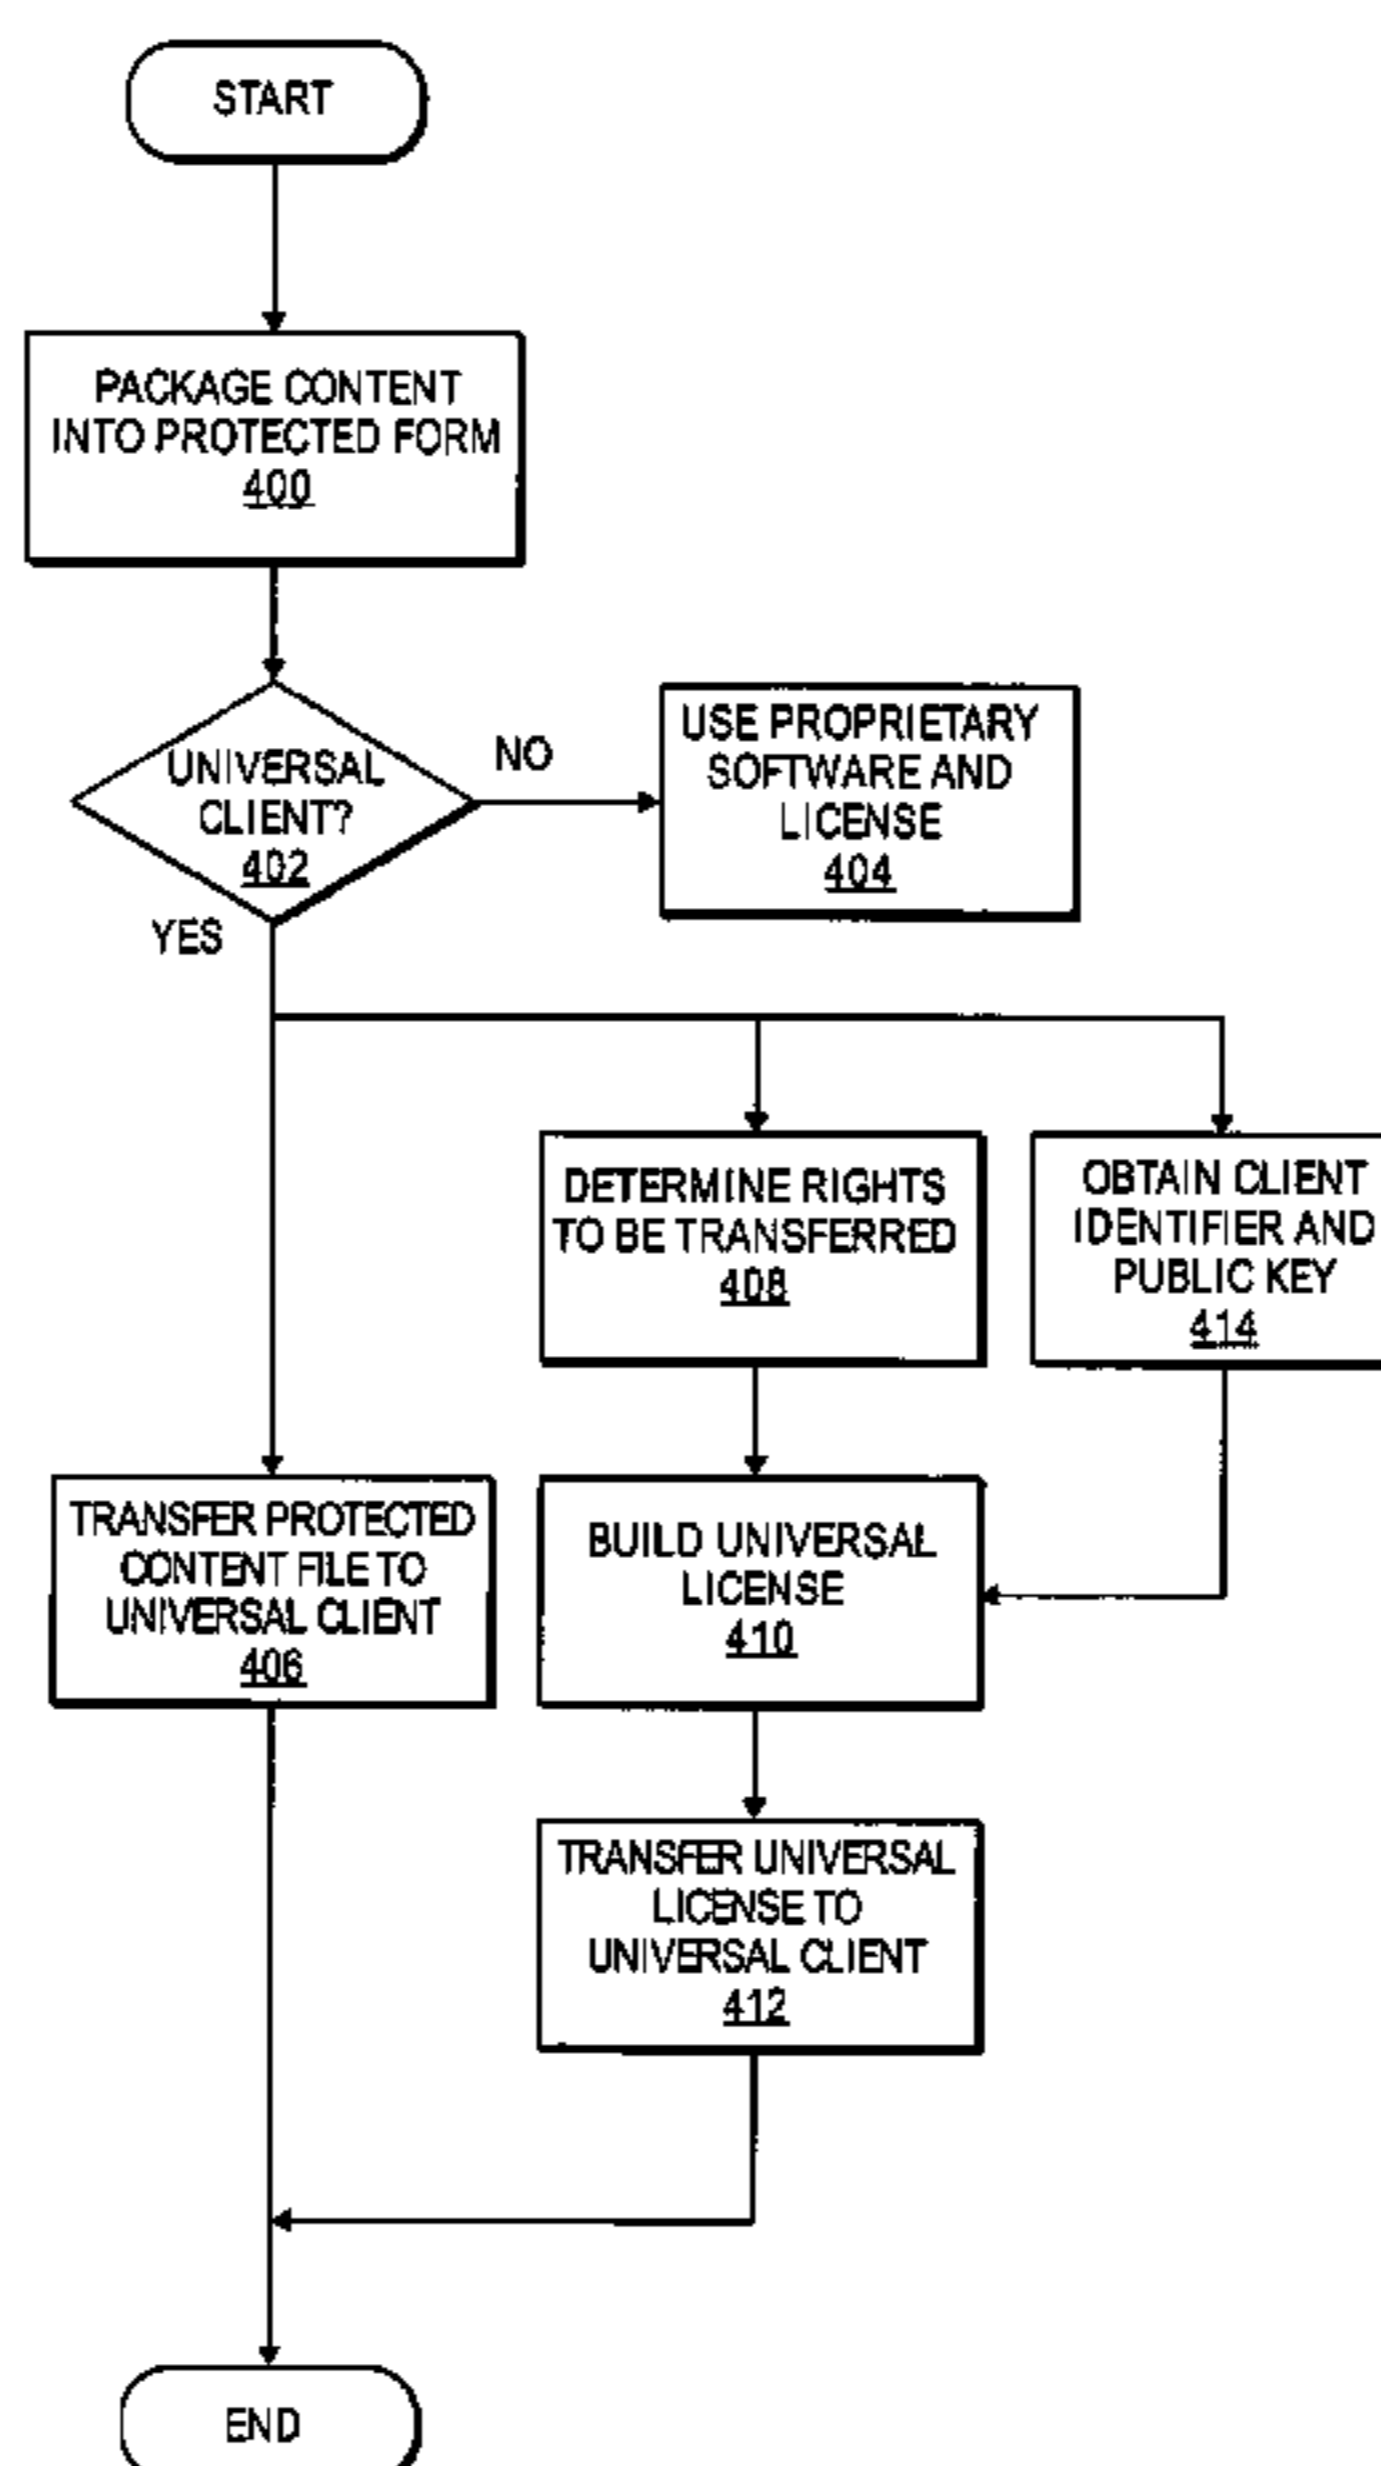 START
PACKAGE CONTENT
INTO PROTECTED FORM
400
UNIVERSAL
CLIENT?
402
NO
USE PROPRIETARY
SOFTWARE AND
LICENSE
404
YES
DETERMINE RIGHTS
TO BE TRANSFERRED
408
OBTAIN CLIENT
IDENTIFIER AND
PUBLIC KEY
414
TRANSFER PROTECTED
CONTENT FILE TO
UNIVERSAL CLIENT
406
BUILD UNIVERSAL
LICENSE
410
TRANSFER UNIVERSAL
LICENSE TO
UNIVERSAL CLIENT
412
END